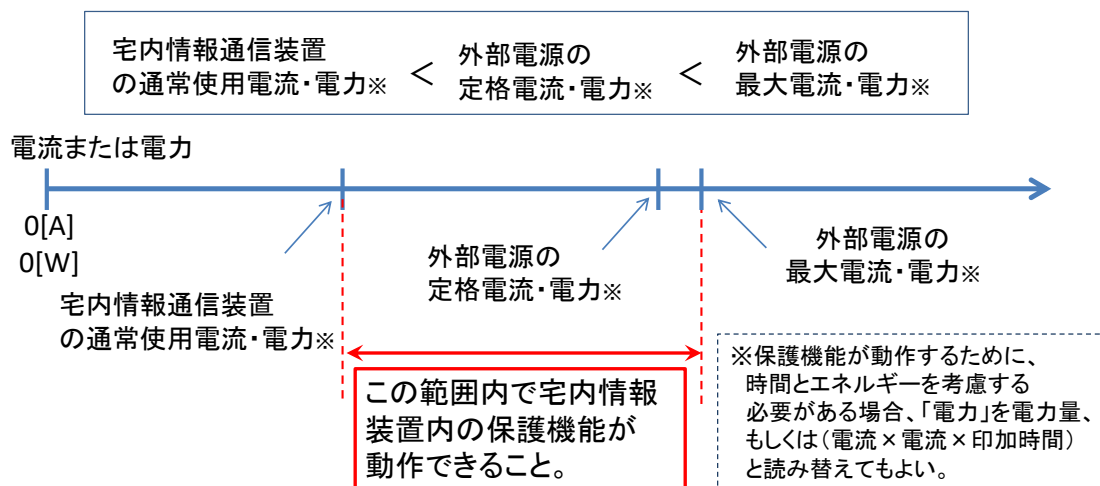 宅内情報通信装置
の通常使用電流・電力※
＜
外部電源の
定格電流・電力※
＜
外部電源の
最大電流・電力※
電流または電力
0[A]
0[W]
宅内情報通信装置
の通常使用電流・電力※
外部電源の
定格電流・電力※
外部電源の
最大電流・電力※
この範囲内で宅内情報
装置内の保護機能が
動作できること。
※保護機能が動作するために、
時間とエネルギーを考慮する
必要がある場合、「電力」を電力量、
もしくは（電流×電流×印加時間）
と読み替えてもよい。